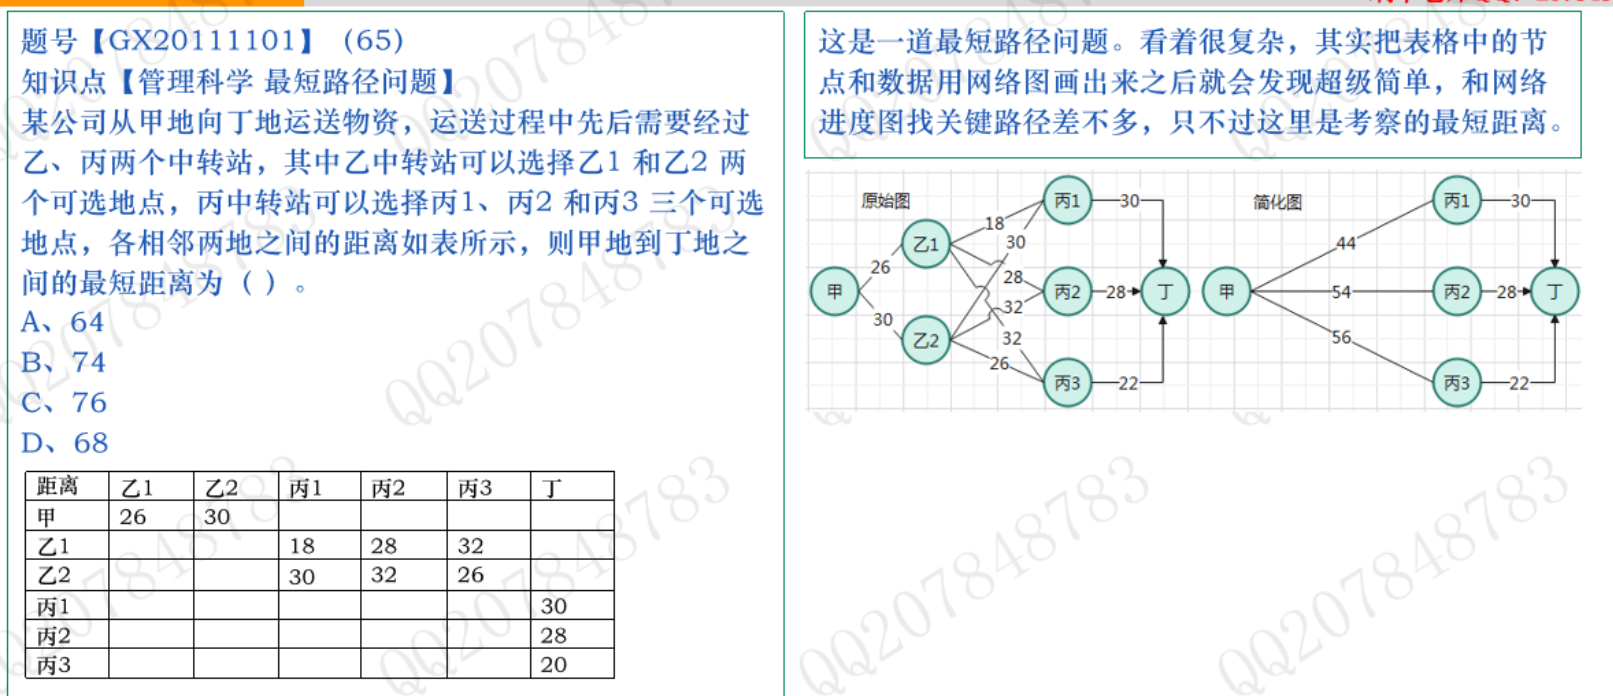 题号【GX20111101】（65）
知识点【管理科学 最短路径问题】
某公司从甲地向丁地运送物资，运送过程中先后需要经过
乙、丙两个中转站，其中乙中转站可以选择乙1 和乙2 两
个可选地点，丙中转站可以选择丙1、丙2 和丙3 三个可选
地点，各相邻两地之间的距离如表所示，则甲地到丁地之
间的最短距离为（ ）。
A、64
B、74
C、76
D、68
距离 乙1 乙2 丙1 丙2 丙3 丁
甲 26 30
乙1 18 28 32
乙2 30 32 26
丙1 30
丙2 28
丙3 20
这是一道最短路径问题。看着很复杂，其实把表格中的节
点和数据用网络图画出来之后就会发现超级简单，和网络
进度图找关键路径差不多，只不过这里是考察的最短距离。
原始图
甲
26
30
乙1
乙2
18
30
28
32
32
26
丙1
丙2
丙3
30
28
22
丁
简化图
甲
44
54
56
丙1
丙2
丙3
30
28
22
丁
QQ207848783
QQ207848783
QQ207848783
QQ207848783